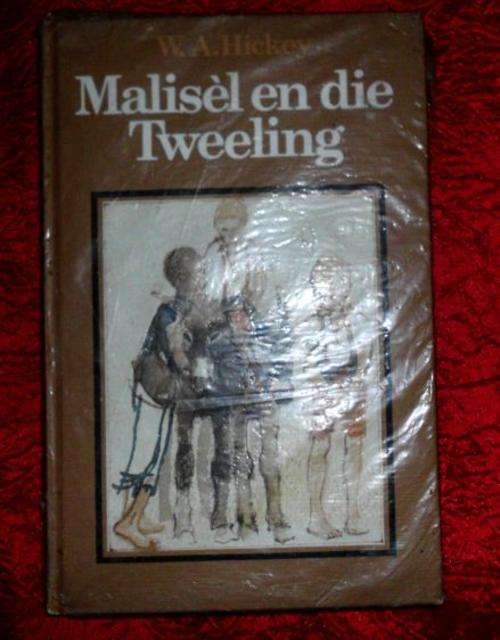 W. A. Hickey
Malisèl en die
Tweeling